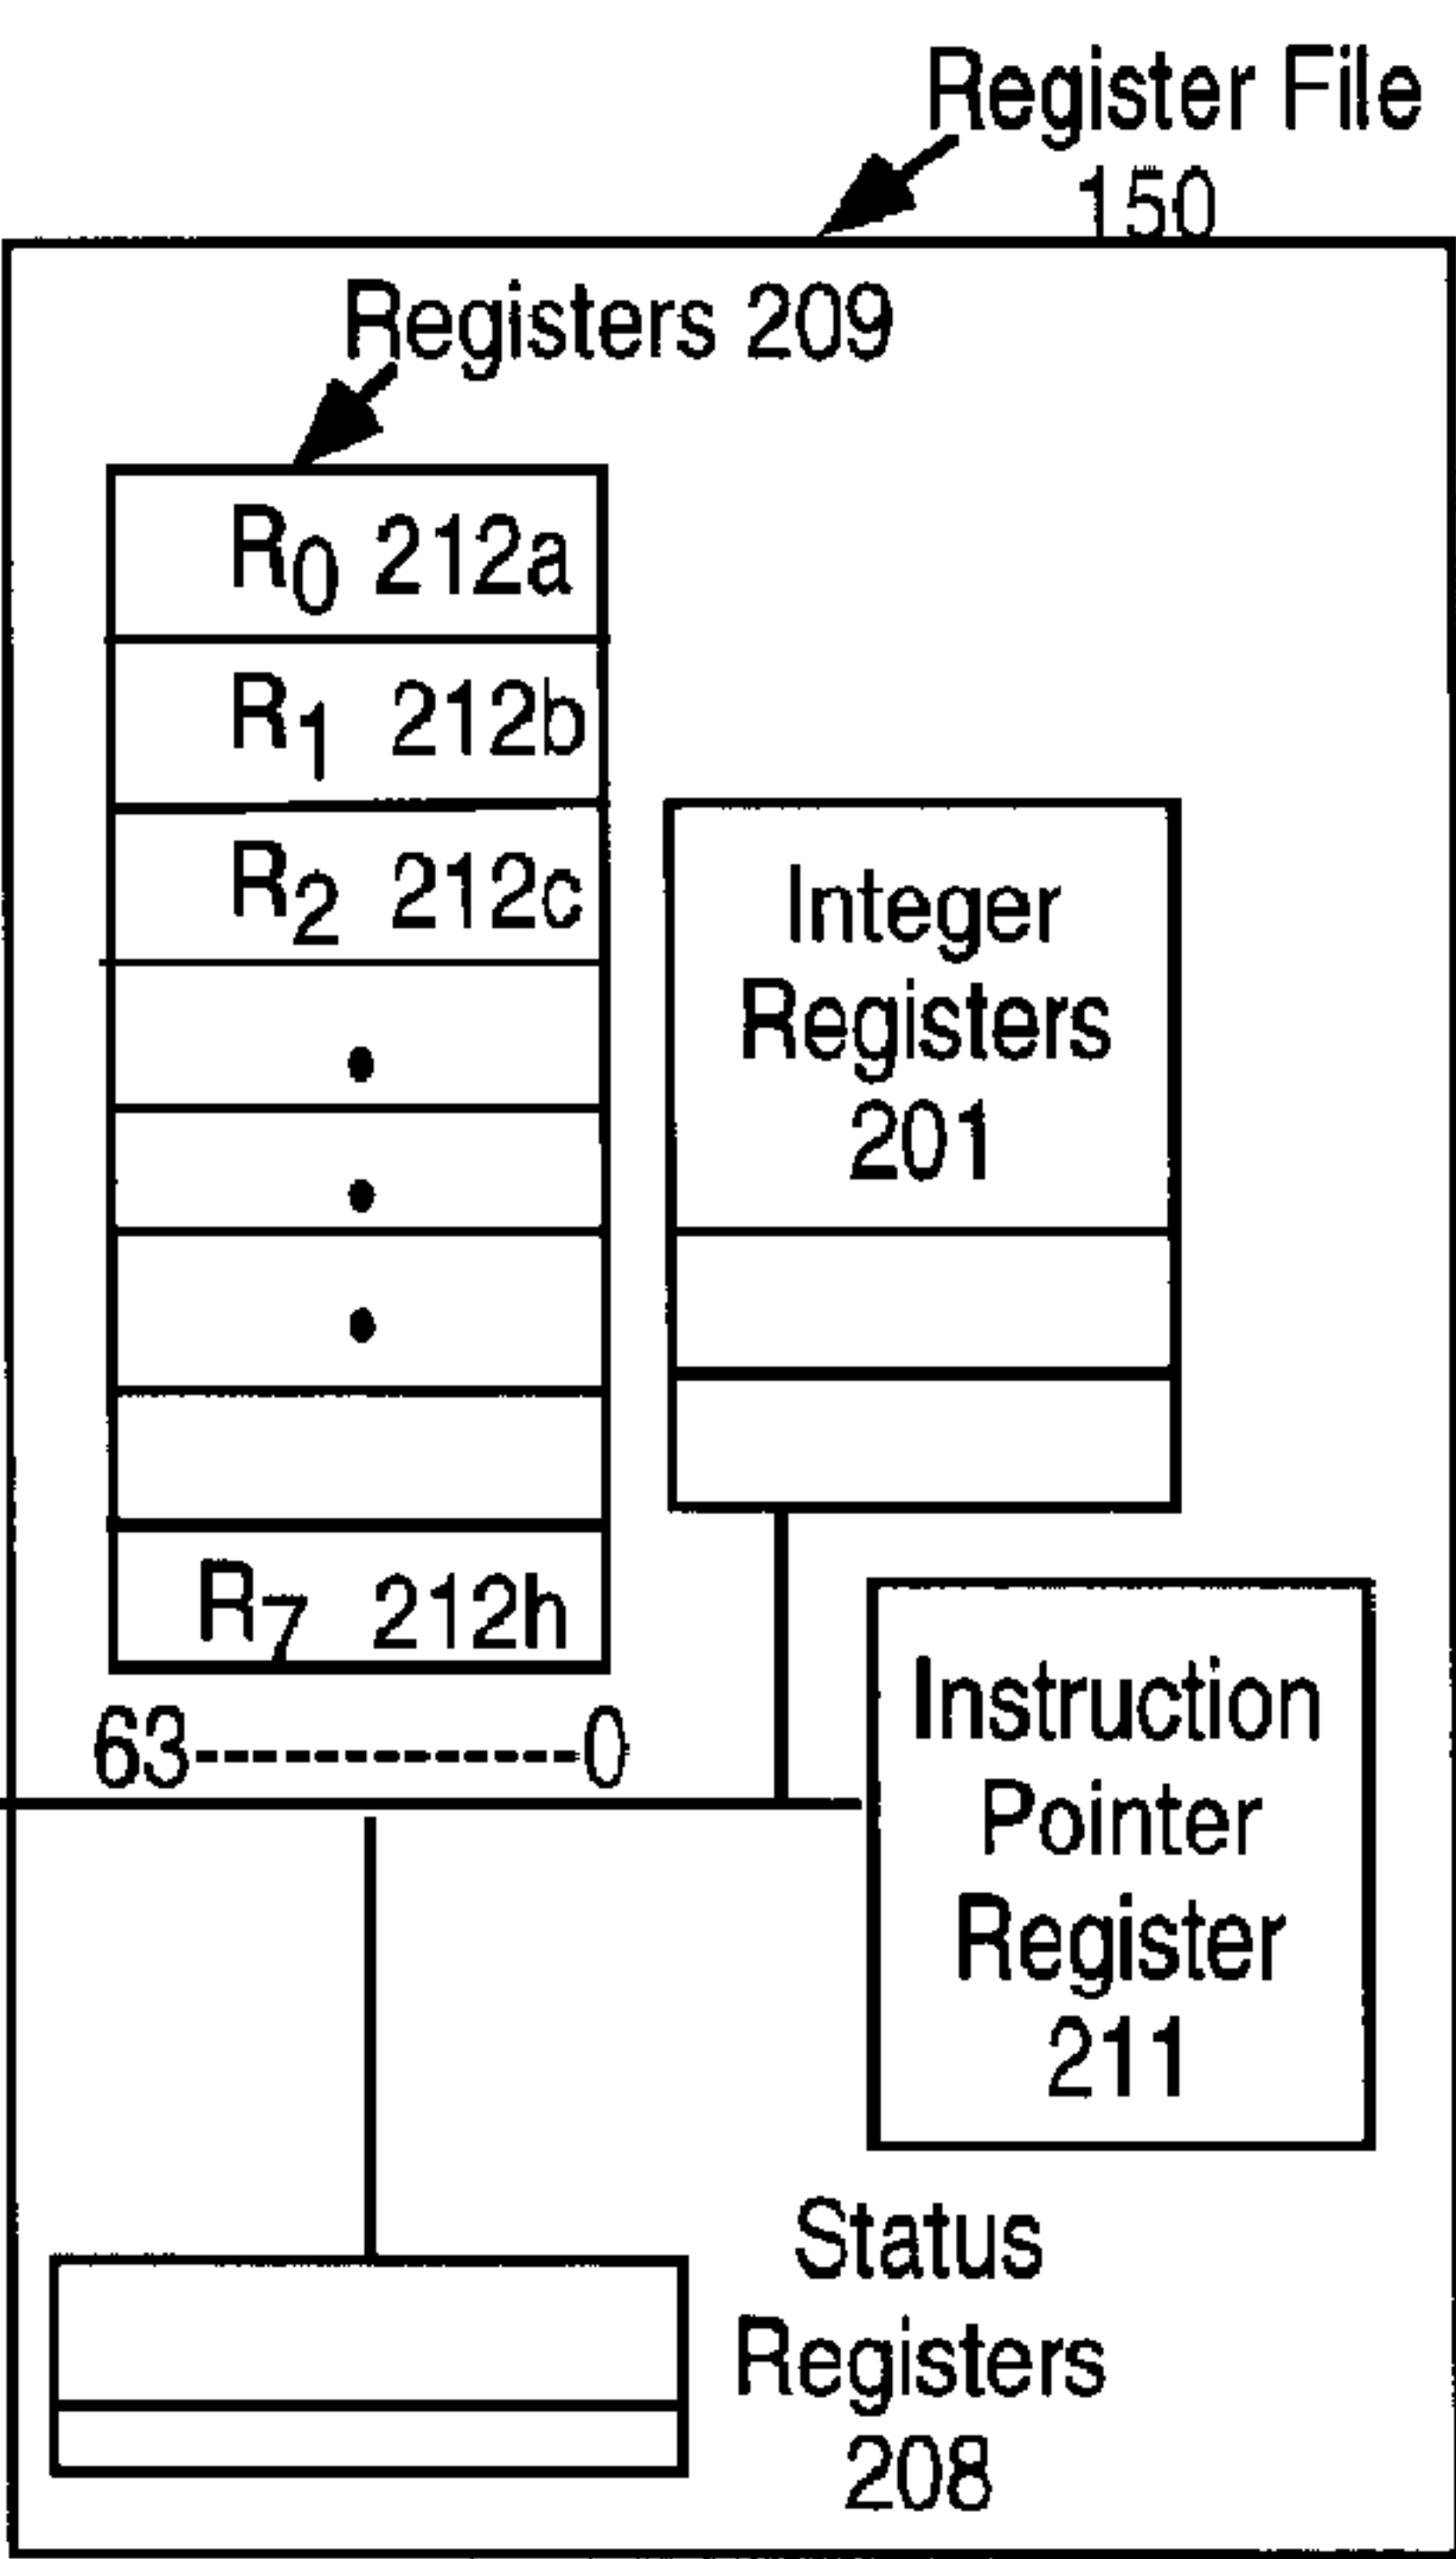 Register File
150
Registers 209
R0 212a
R1 212b
R2 212c
Integer
Registers
201
R7 212h
63-------------0
Instruction
Pointer
Register
211
Status
Registers
208